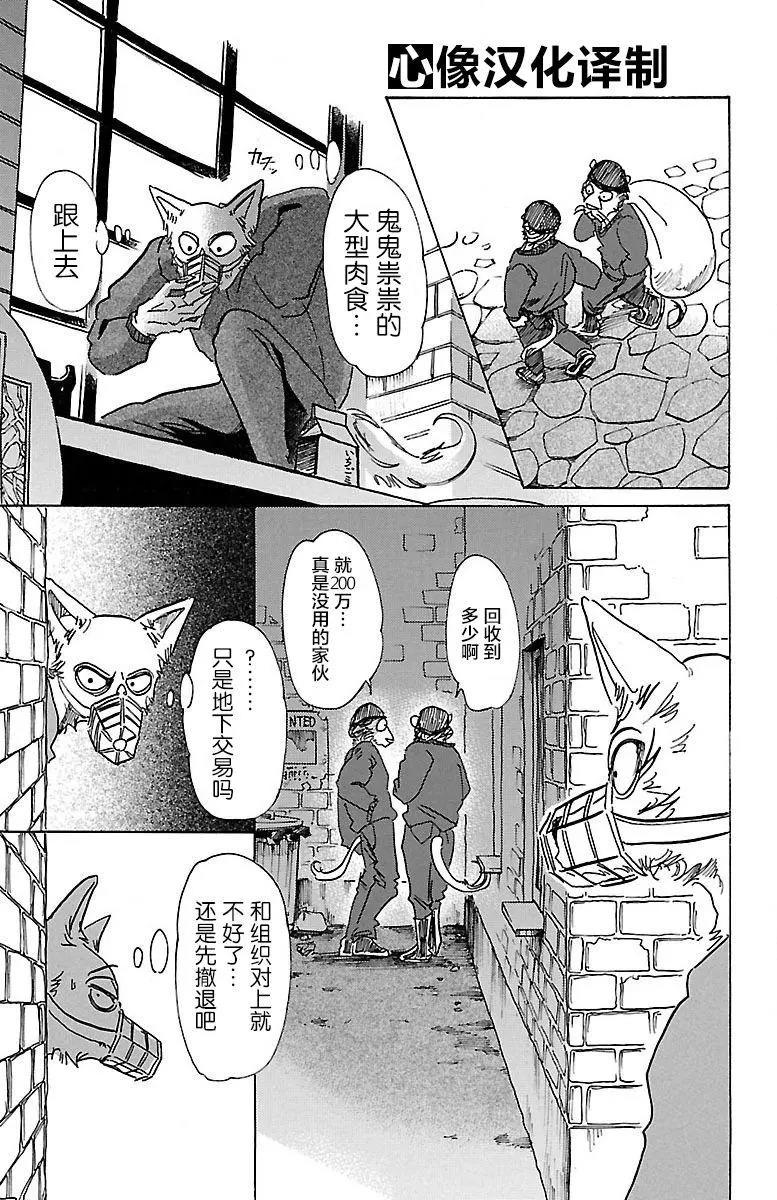 心像汉化译制
鬼鬼祟祟的
大型肉食…
カチッ
跟上去
回收到
多少啊
就200万…
真是没用的家伙
NTED
?……
只是地下交易吗
和组织对上就
不好了…
还是先撤退吧